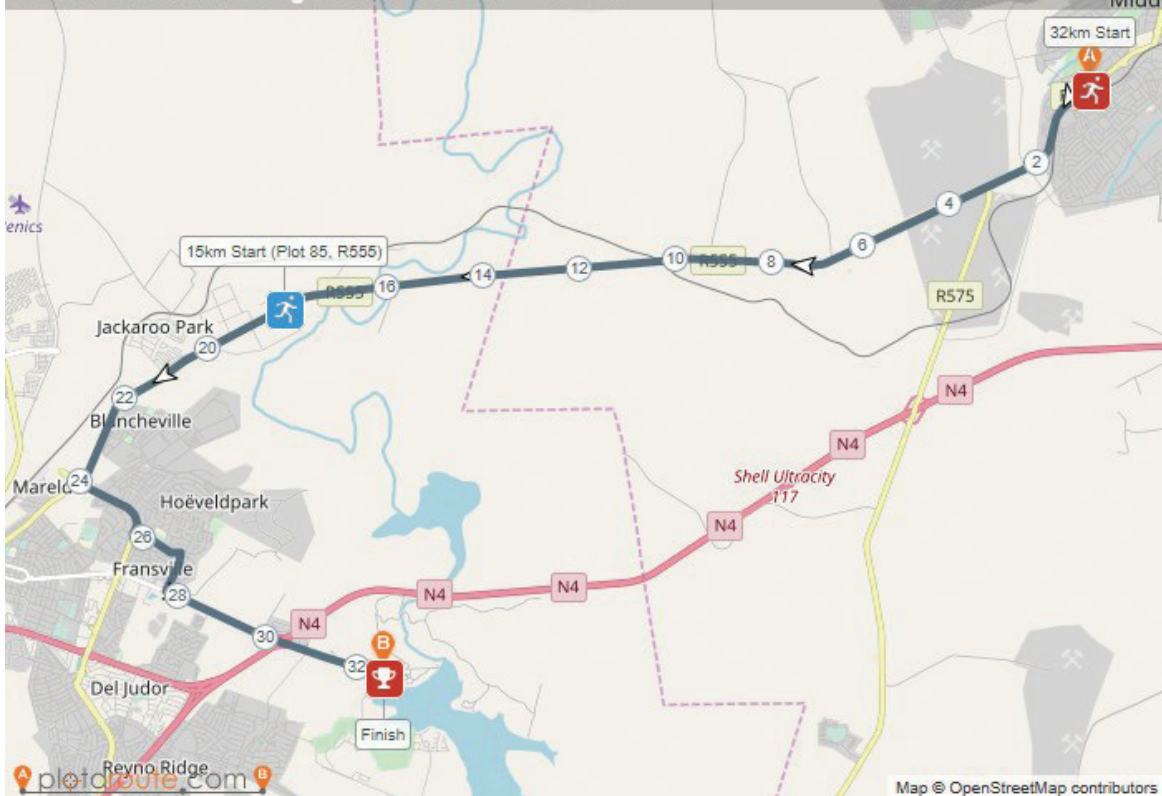 32km Start
A
2
4
6
8
R555
10
12
14
16
R555
15km Start (Plot 85, R555)
R575
Jackaroo Park
20
22
Blancheville
N4
N4
Shell Ultracity
117
N4
24
Hoëveldpark
26
Fransville
28
N4
N4
N4
30
32
B
Finish
Del Judor
Reyno Ridge
A plotaroute.com B
Map © OpenStreetMap contributors